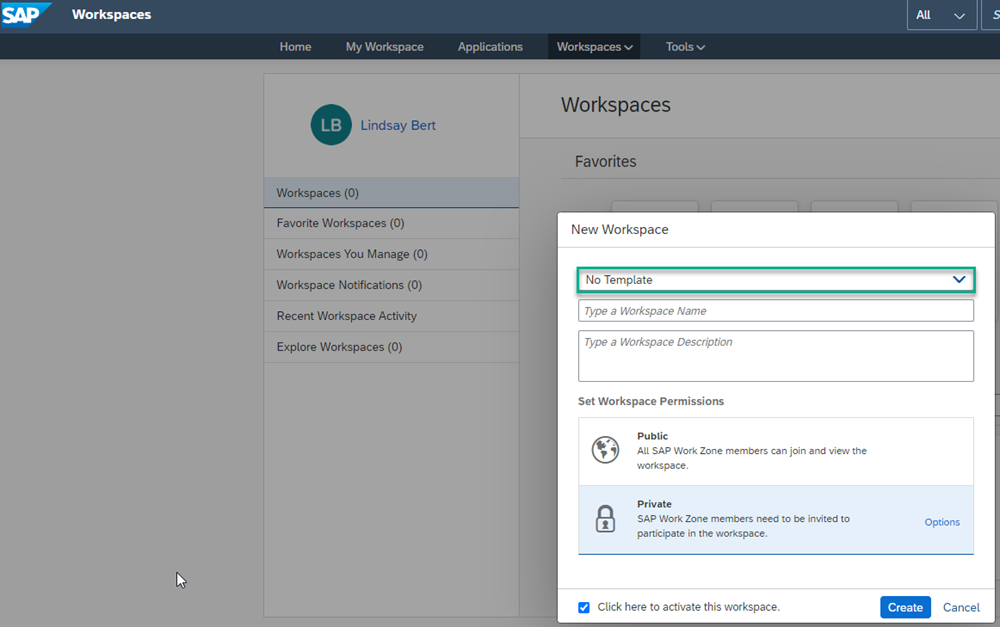 SAP
Workspaces
All
Home
My Workspace
Applications
Workspaces
Tools
LB
Lindsay Bert
Workspaces (0)
Favorite Workspaces (0)
Workspaces You Manage (0)
Workspace Notifications (0)
Recent Workspace Activity
Explore Workspaces (0)
Workspaces
Favorites
New Workspace
No Template
Type a Workspace Name
Type a Workspace Description
Set Workspace Permissions
Public
All SAP Work Zone members can join and view the
workspace.
Private
SAP Work Zone members need to be invited to
participate in the workspace.
Options
Click here to activate this workspace.
Create
Cancel